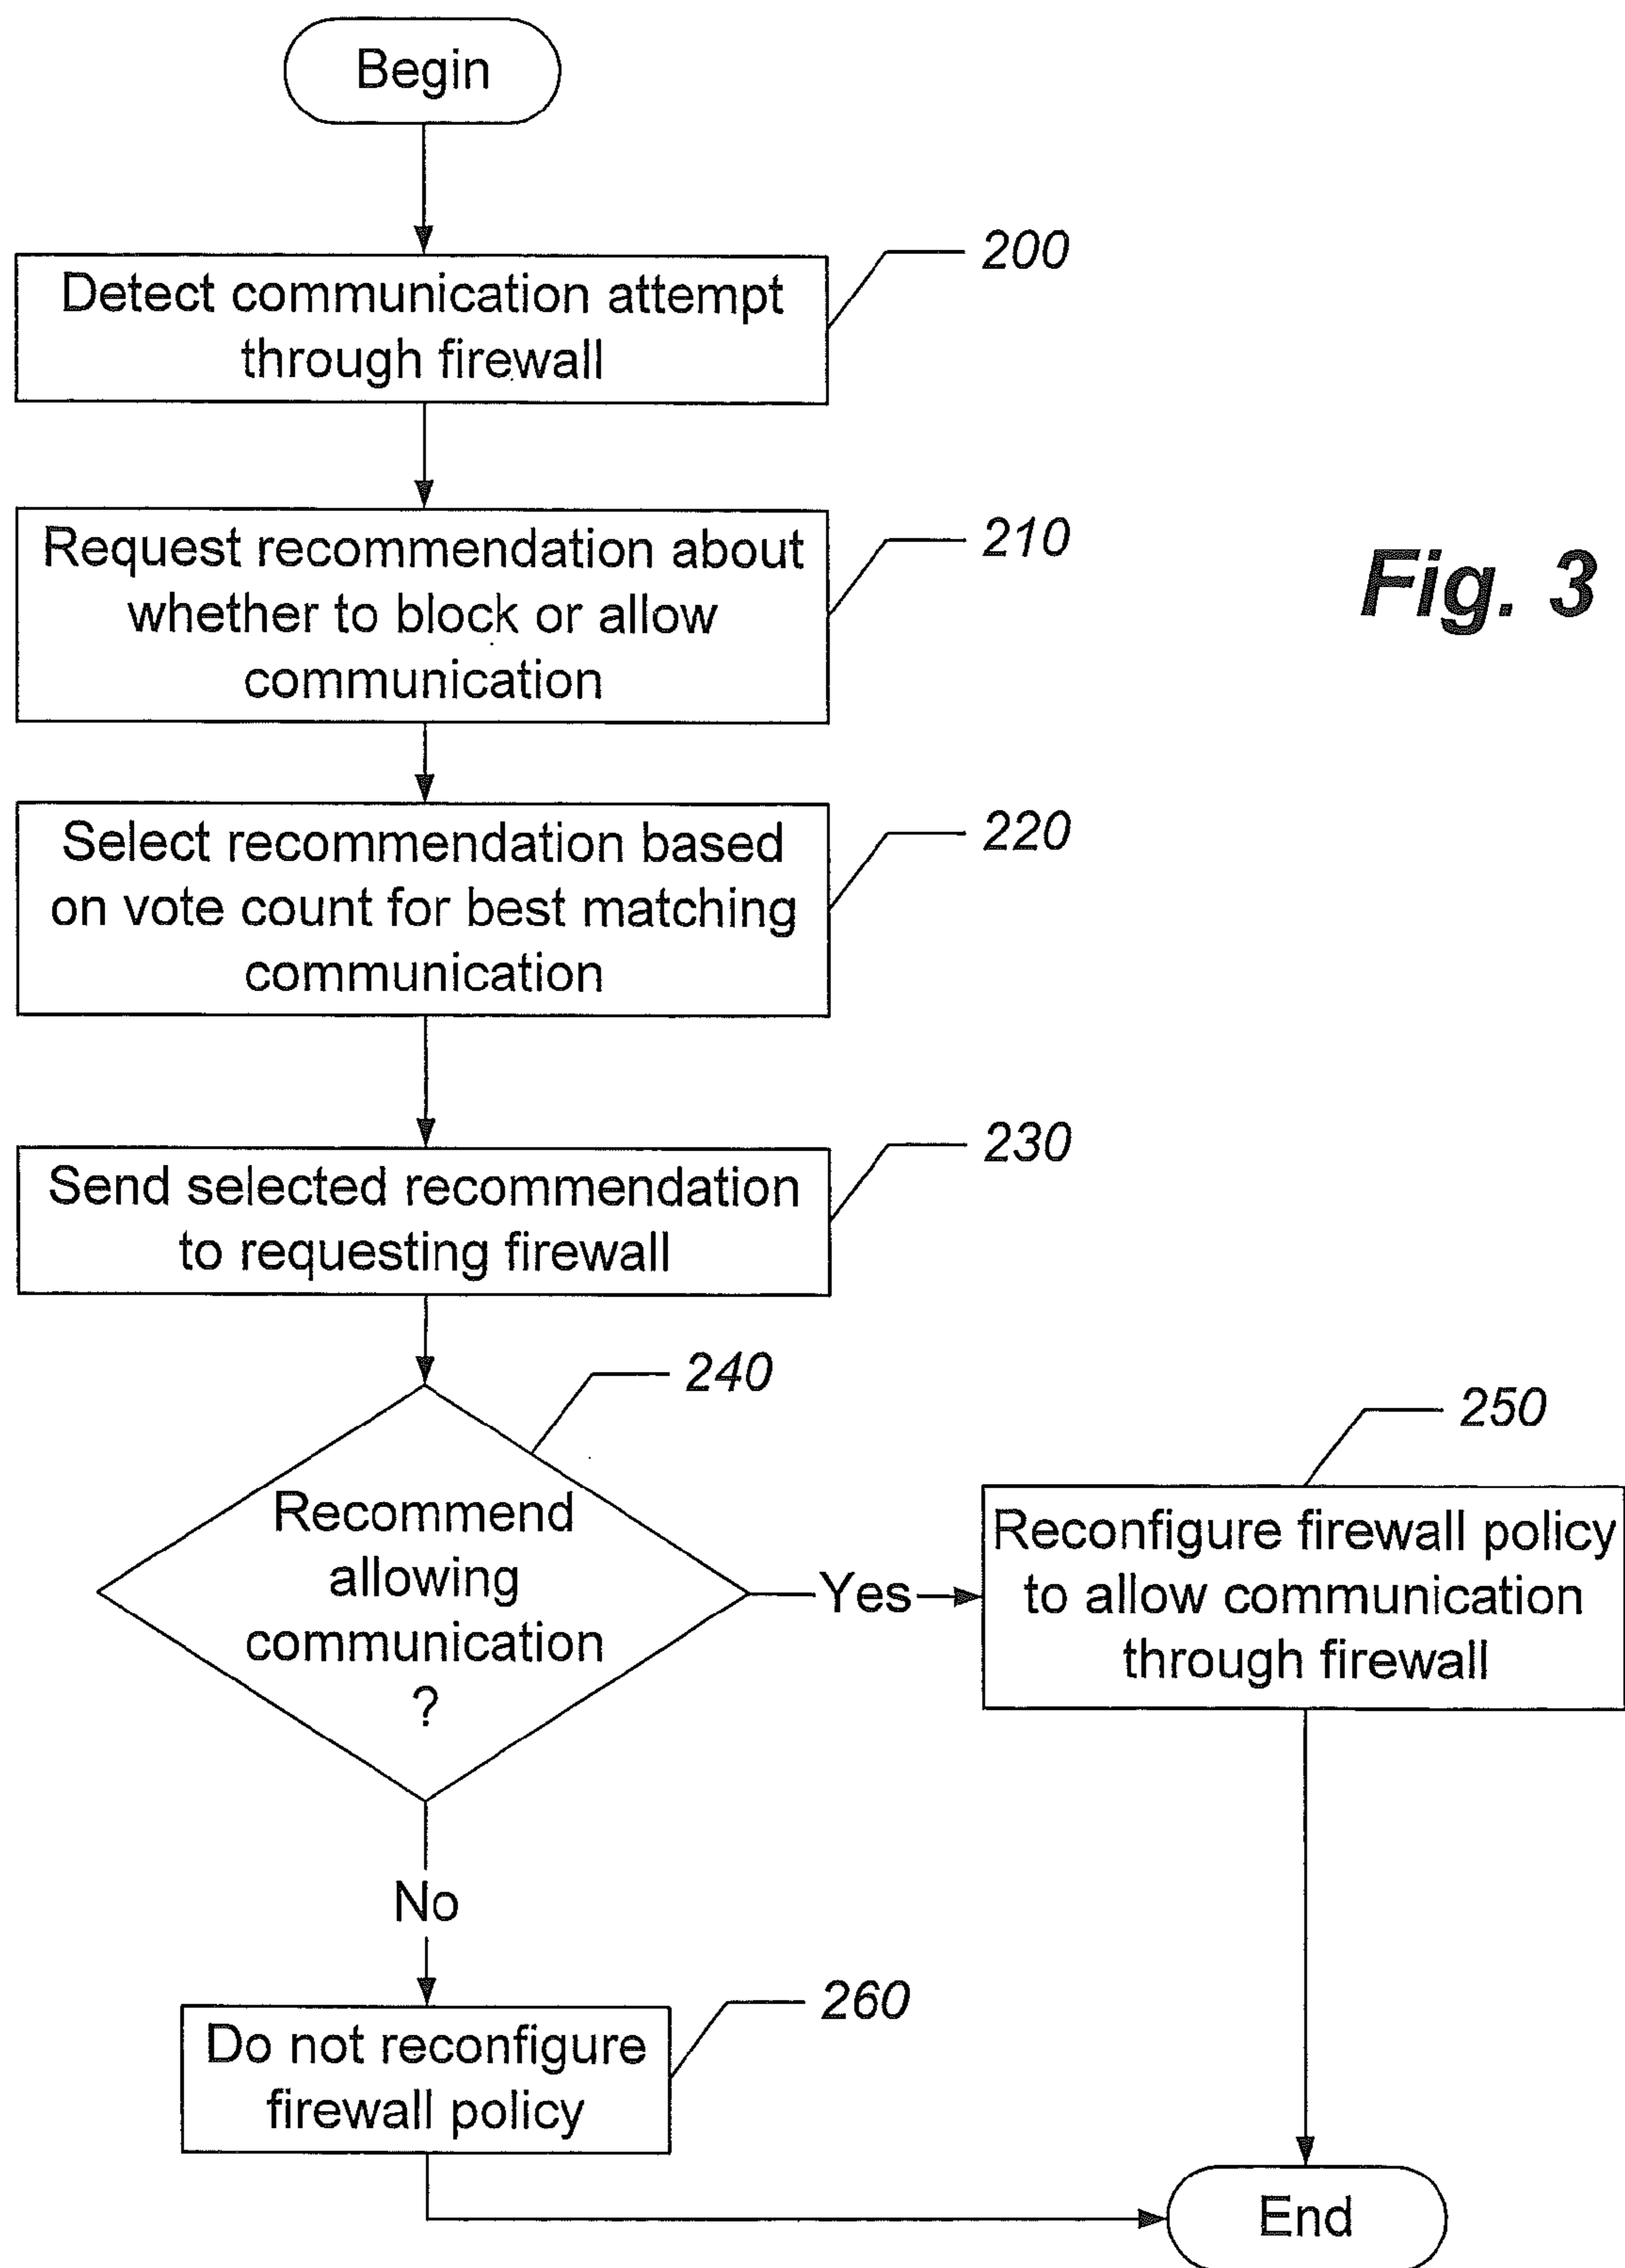 Begin
200
Detect communication attempt
through firewall
210
Request recommendation about
whether to block or allow
communication
Fig. 3
220
Select recommendation based
on vote count for best matching
communication
230
Send selected recommendation
to requesting firewall
240
Recommend
allowing
communication
?
Yes
250
Reconfigure firewall policy
to allow communication
through firewall
No
260
Do not reconfigure
firewall policy
End